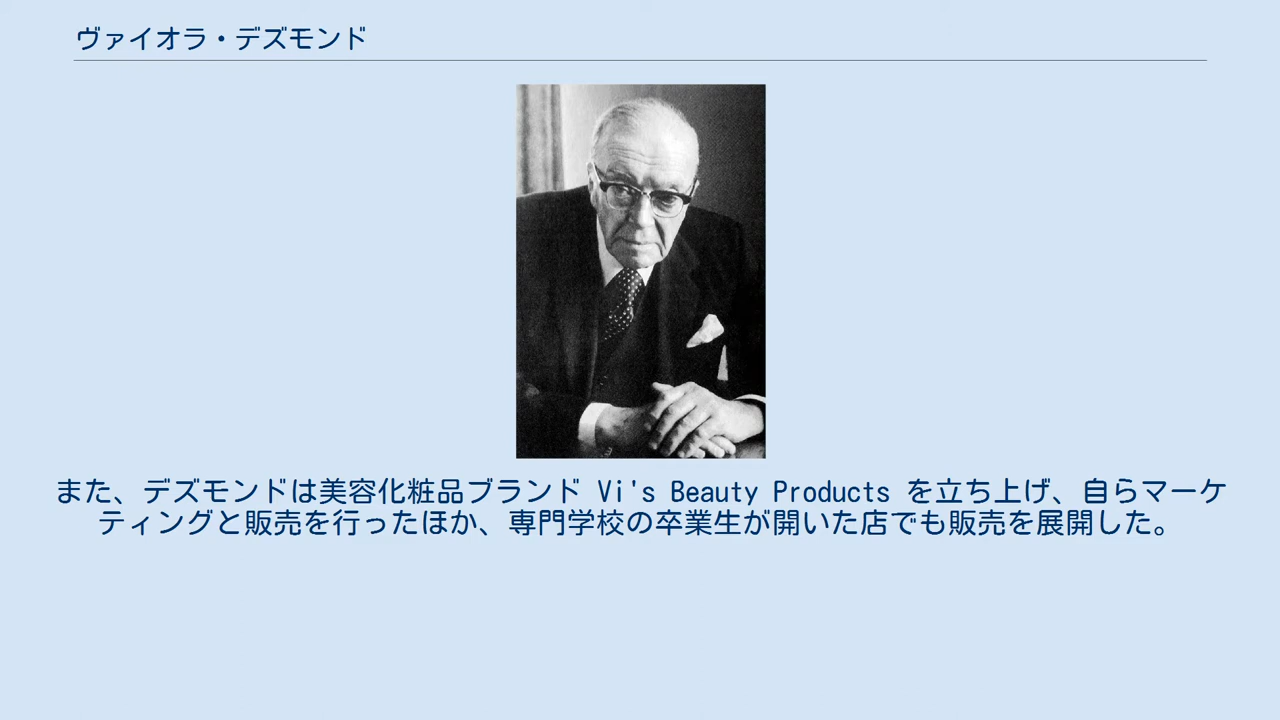 ヴァイオラ・デズモンド
また、デズモンドは美容化粧品ブランド Vi's Beauty Products を立ち上げ、自らマーケ
ティングと販売を行ったほか、専門学校の卒業生が開いた店でも販売を展開した。